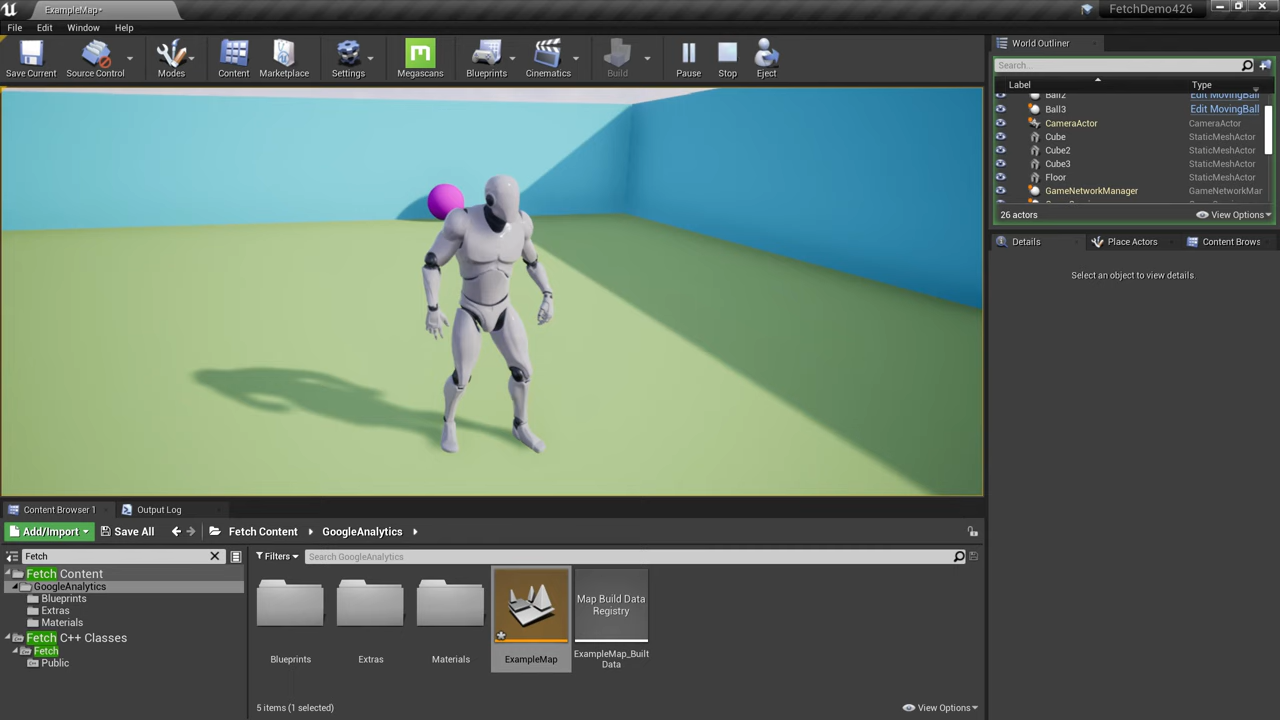 ExampleMap•
FetchDemo426
File Edit Window Help
Save Current
Source Control
Modes
Content
Marketplace
Settings
Megascans
Blueprints
Cinematics
Build
Pause
Stop
Eject
World Outliner
Search...
Label Type
Ball2 Edit MovingBall
Ball3 Edit MovingBall
CameraActor CameraActor
Cube StaticMeshActor
Cube2 StaticMeshActor
Cube3 StaticMeshActor
Floor StaticMeshActor
GameNetworkManager GameNetworkMar
26 actors View Options
Details Place Actors Content Brows
Select an object to view details.
Content Browser 1 Output Log
Add/Import Save All Fetch Content GoogleAnalytics
Fetch
Filters Search GoogleAnalytics
Fetch Content
GoogleAnalytics
Blueprints
Extras
Materials
Fetch C++ Classes
Fetch
Public
Map Build Data
Registry
Blueprints
Extras
Materials
ExampleMap
ExampleMap_Built
Data
5 items (1 selected) View Options